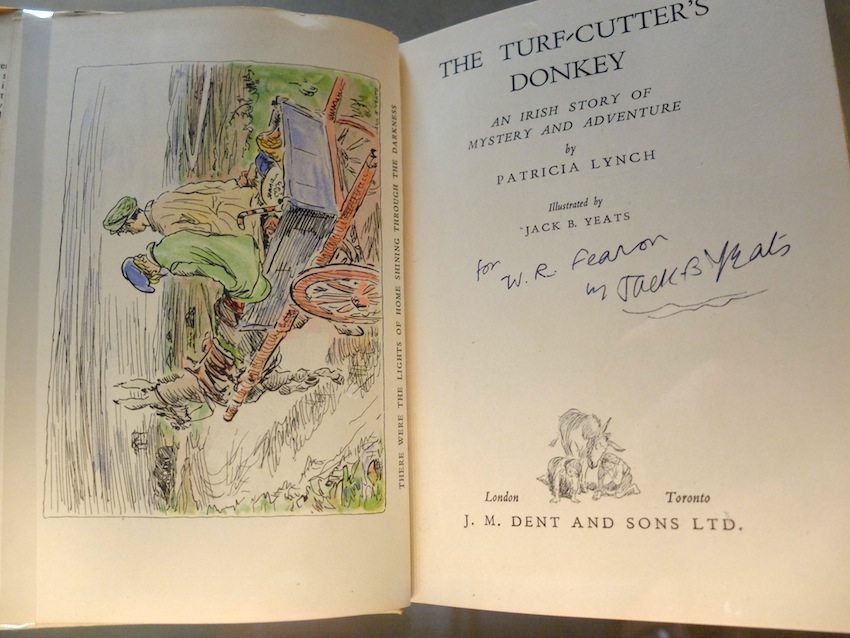 THERE WERE THE LIGHTS OF HOME SHINING THROUGH THE DARKNESS
THE TURF-CUTTER'S
DONKEY
AN IRISH STORY OF
MYSTERY AND ADVENTURE
by
PATRICIA LYNCH
Illustrated by
JACK B. YEATS
for
W. R. Fearon
Jack B Yeats
London
Toronto
J. M. DENT AND SONS LTD.